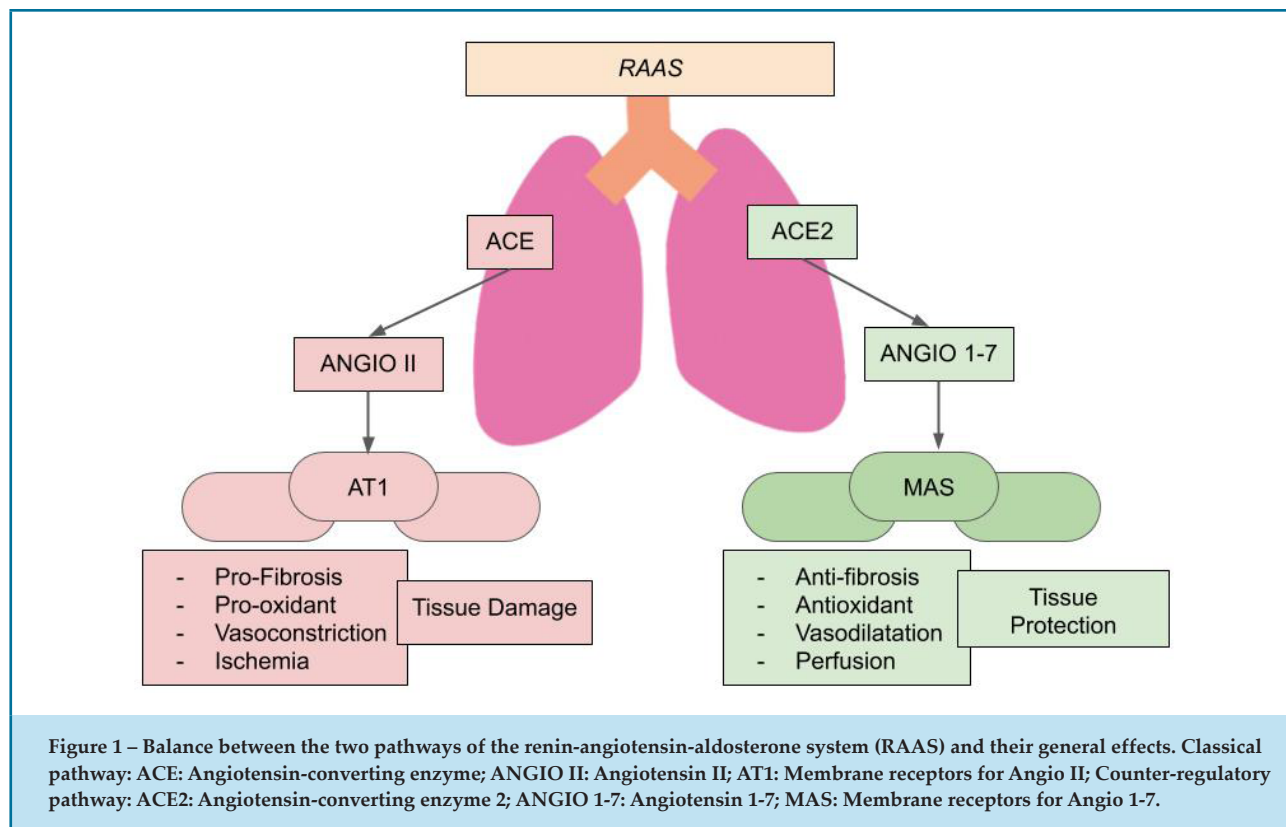 RAAS
ACE
ACE2
ANGIO II
ANGIO 1-7
AT1
MAS
- Pro-Fibrosis
- Pro-oxidant
- Vasoconstriction
- Ischemia
Tissue Damage
- Anti-fibrosis
- Antioxidant
- Vasodilatation
- Perfusion
Tissue
Protection
Figure 1 – Balance between the two pathways of the renin-angiotensin-aldosterone system (RAAS) and their general effects. Classical
pathway: ACE: Angiotensin-converting enzyme; ANGIO II: Angiotensin II; AT1: Membrane receptors for Angio II; Counter-regulatory
pathway: ACE2: Angiotensin-converting enzyme 2; ANGIO 1-7: Angiotensin 1-7; MAS: Membrane receptors for Angio 1-7.